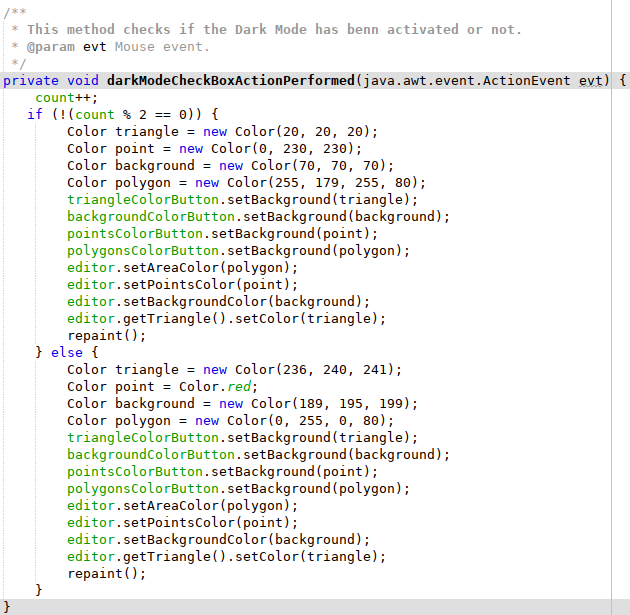 /**
 * This method checks if the Dark Mode has benn activated or not.
 * @param evt Mouse event.
 */
private void darkModeCheckBoxActionPerformed(java.awt.event.ActionEvent evt) {
    count++;
   if (!(count % 2 == 0)) {
        Color triangle = new Color(20, 20, 20);
        Color point = new Color(0, 230, 230);
        Color background = new Color(70, 70, 70);
        Color polygon = new Color(255, 179, 255, 80);
        triangleColorButton.setBackground(triangle);
        backgroundColorButton.setBackground(background);
        pointsColorButton.setBackground(point);
        polygonsColorButton.setBackground(polygon);
        editor.setAreaColor(polygon);
        editor.setPointsColor(point);
        editor.setBackgroundColor(background);
        editor.getTriangle().setColor(triangle);
        repaint();
    } else {
        Color triangle = new Color(236, 240, 241);
        Color point = Color.red;
        Color background = new Color(189, 195, 199);
        Color polygon = new Color(0, 255, 0, 80);
        triangleColorButton.setBackground(triangle);
        backgroundColorButton.setBackground(background);
        pointsColorButton.setBackground(point);
        polygonsColorButton.setBackground(polygon);
        editor.setAreaColor(polygon);
        editor.setPointsColor(point);
        editor.setBackgroundColor(background);
        editor.getTriangle().setColor(triangle);
        repaint();
    }
}